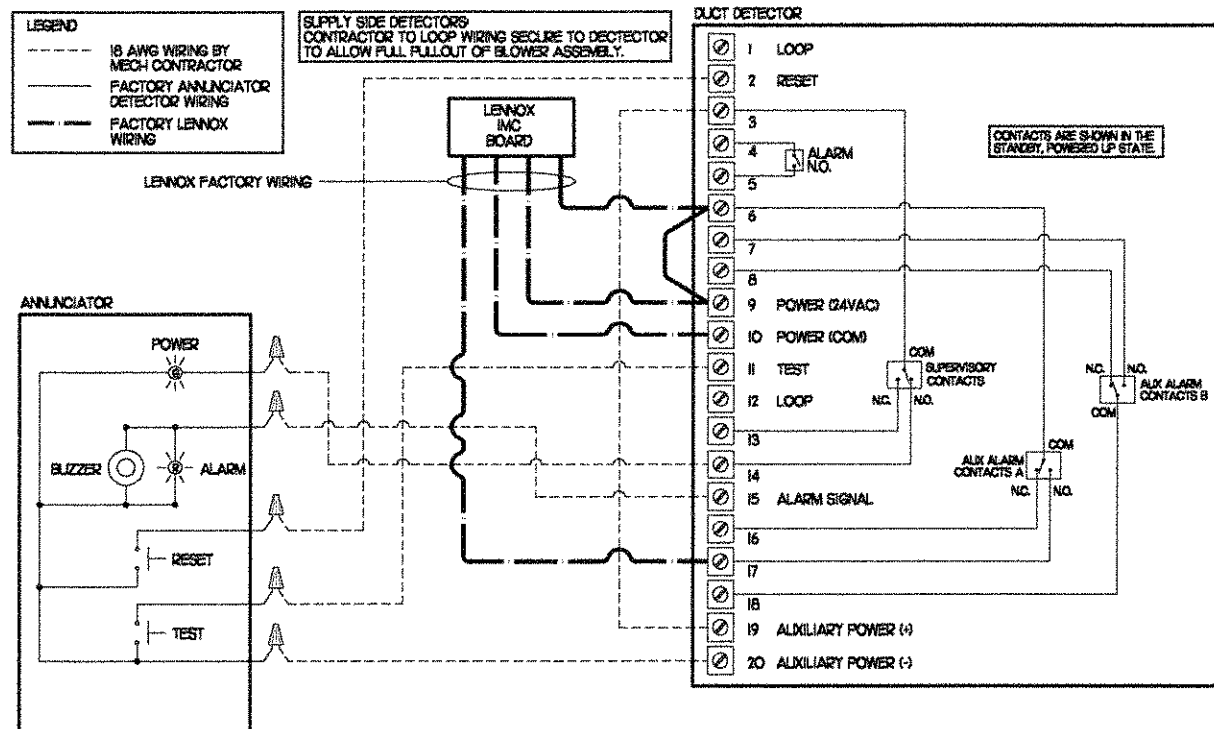 LEGEND
18 AWG WIRING BY
MECH CONTRACTOR
FACTORY ANNUNCIATOR
DETECTOR WIRING
FACTORY LENNOX
WIRING
SUPPLY SIDE DETECTORS
CONTRACTOR TO LOOP WIRING SECURE TO DECTECTOR
TO ALLOW FULL PULLOUT OF BLOWER ASSEMBLY.
LENNOX
IMC
BOARD
LENNOX FACTORY WIRING
DUCT DETECTOR
1 LOOP
2 RESET
3
4
5
ALARM
N.O.
CONTACTS ARE SHOWN IN THE
STANDBY, POWERED UP STATE.
6
7
8
9 POWER (24VAC)
10 POWER (COM)
11 TEST
12 LOOP
13
14
15 ALARM SIGNAL
16
17
18
19 AUXILIARY POWER (+)
20 AUXILIARY POWER (-)
COM
SUPERVISORY
CONTACTS
N.C. N.O.
N.C. N.O.
AUX ALARM
CONTACTS B
COM
COM
AUX ALARM
CONTACTS A
N.C. N.O.
ANNUNCIATOR
POWER
BUZZER
ALARM
RESET
TEST